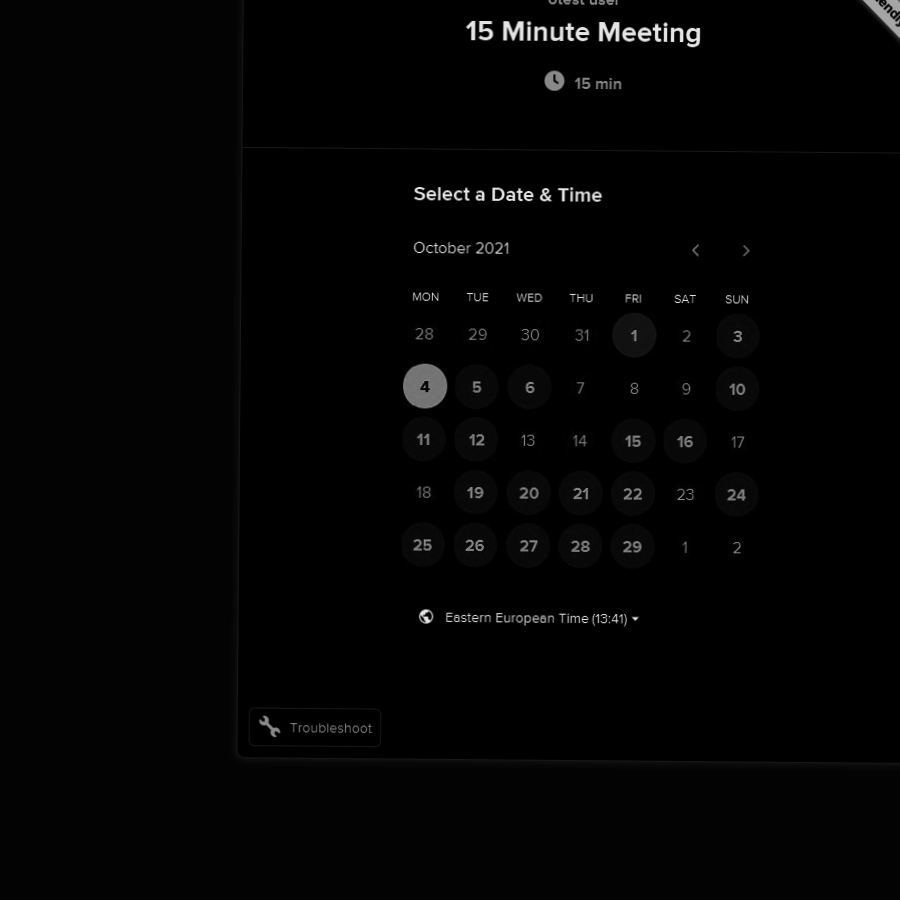 15 Minute Meeting
15 min
Select a Date & Time
October 2021
MON TUE WED THU FRI SAT SUN
28 29 30 31 1 2 3
4 5 6 7 8 9 10
11 12 13 14 15 16 17
18 19 20 21 22 23 24
25 26 27 28 29 1 2
Eastern European Time (13:41)
Troubleshoot